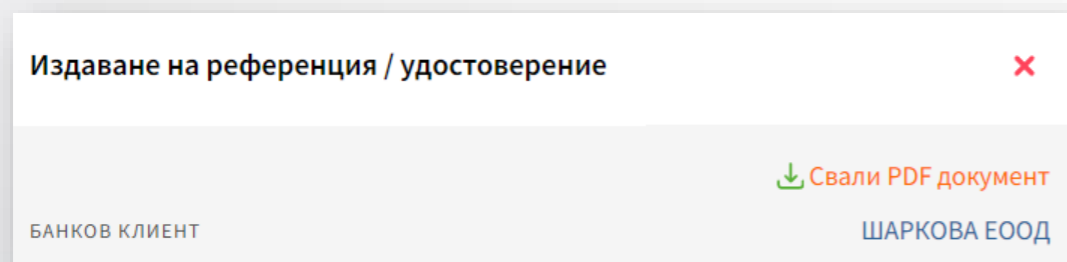 Издаване на референция / удостоверение
Свали PDF документ
БАНКОВ КЛИЕНТ ШАРКОВА ЕООД